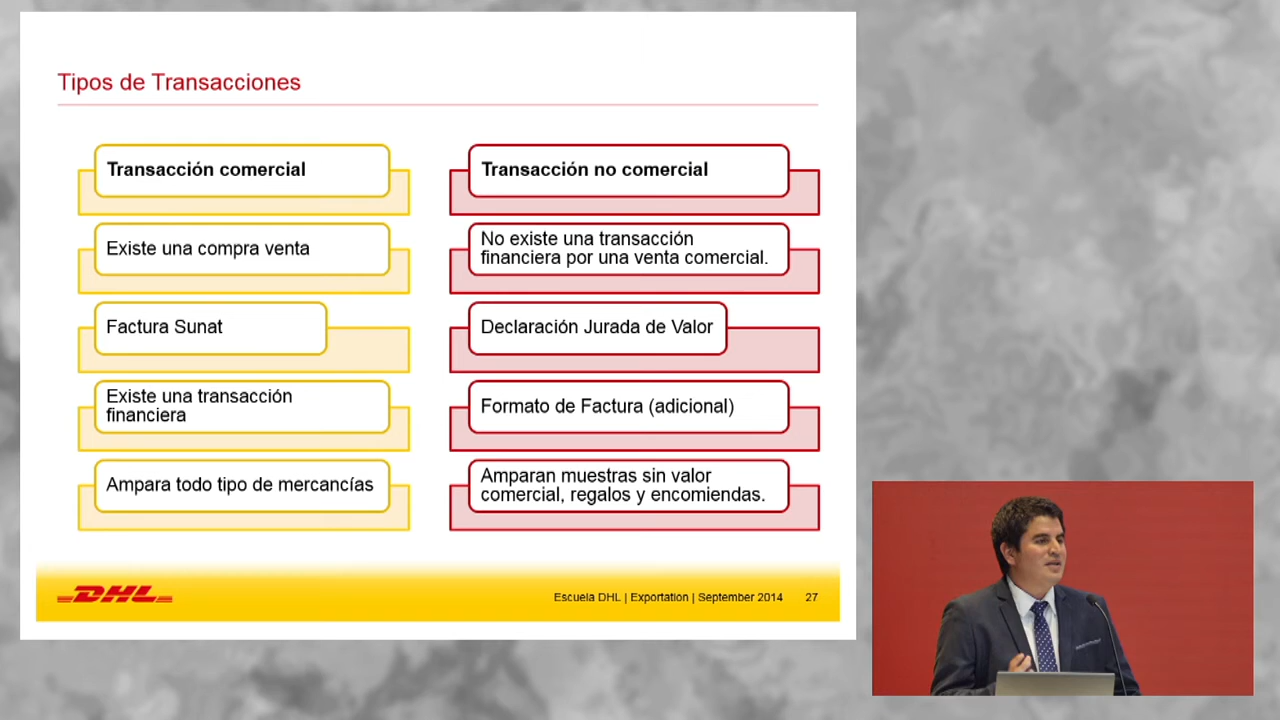 Tipos de Transacciones
Transacción comercial
Existe una compra venta
Factura Sunat
Existe una transacción
financiera
Ampara todo tipo de mercancías
Transacción no comercial
No existe una transacción
financiera por una venta comercial.
Declaración Jurada de Valor
Formato de Factura (adicional)
Amparan muestras sin valor
comercial, regalos y encomiendas.
DHL
Escuela DHL | Exportation | September 2014 27